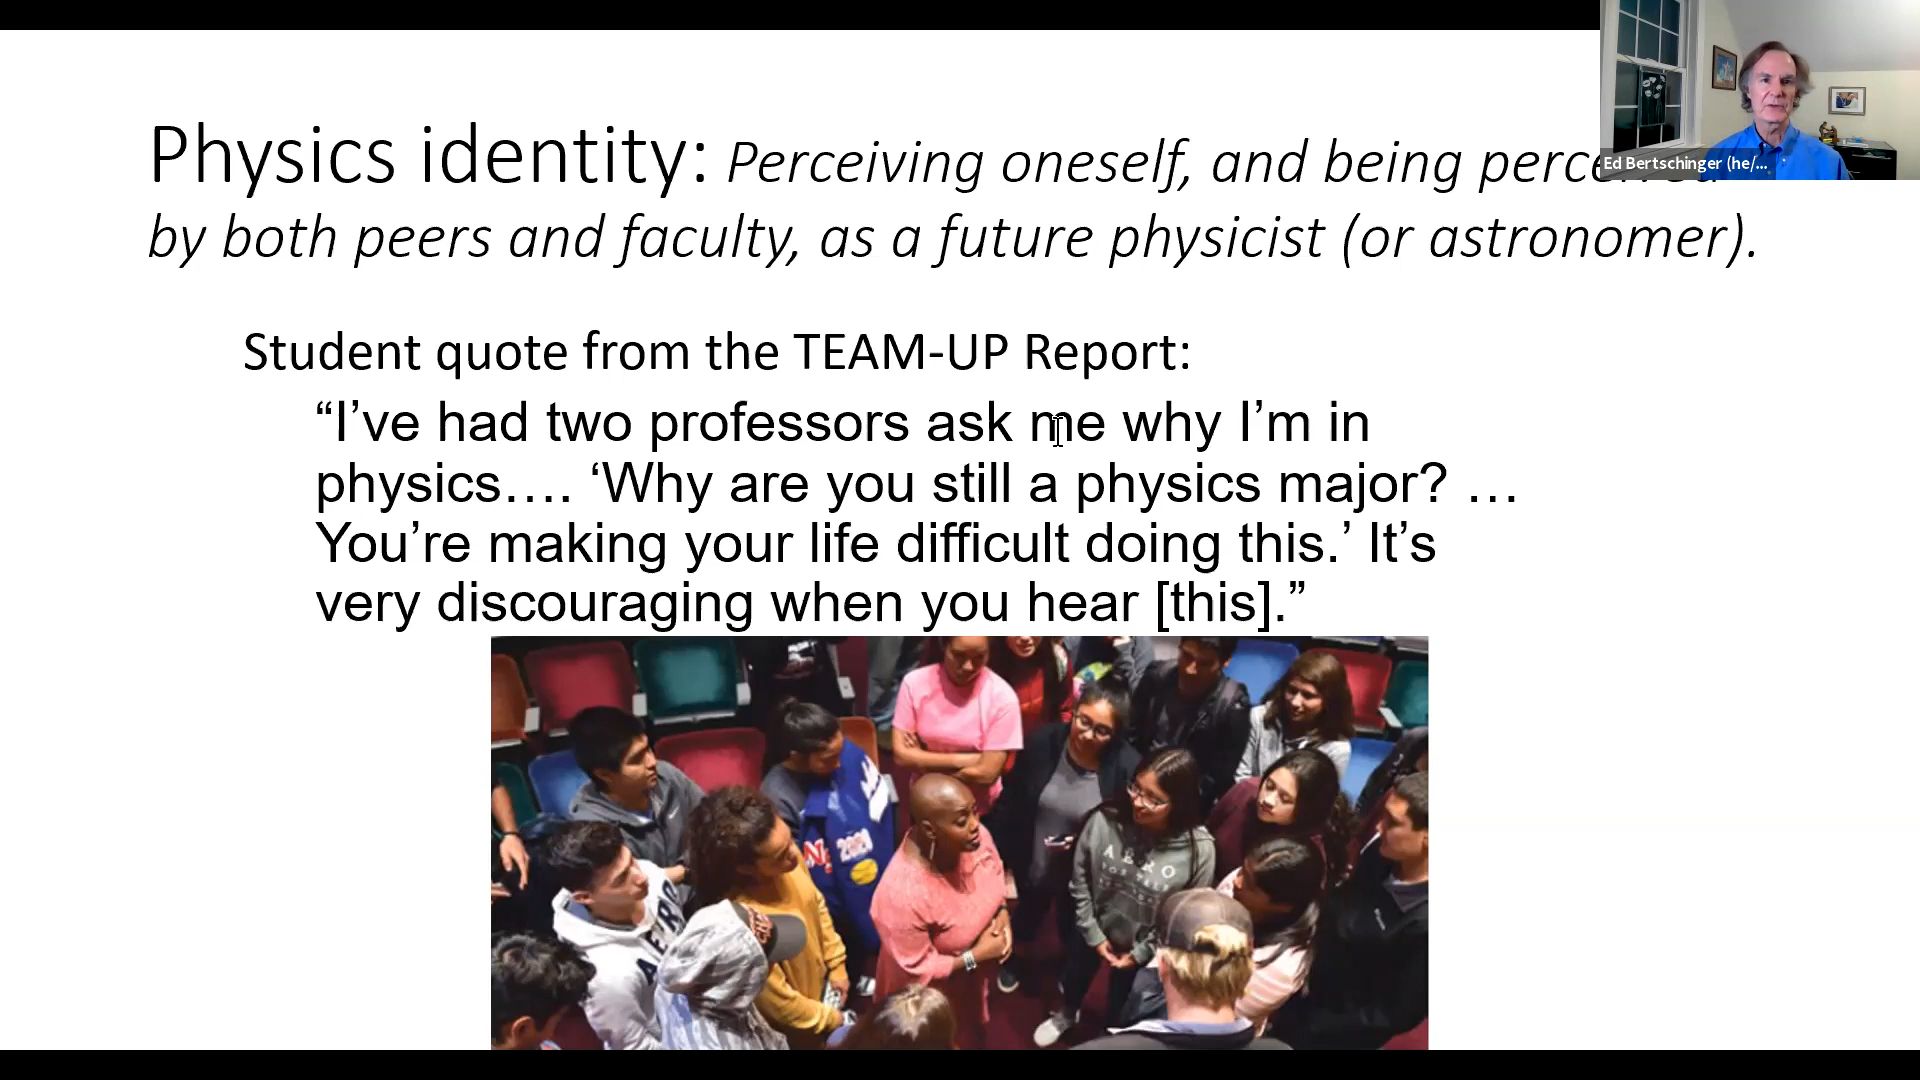 Physics identity: Perceiving oneself, and being perceived
by both peers and faculty, as a future physicist (or astronomer).
Ed Bertschinger (he/...
Student quote from the TEAM-UP Report:
“I’ve had two professors ask me why I’m in
physics…. ‘Why are you still a physics major? …
You’re making your life difficult doing this.’ It’s
very discouraging when you hear [this].”
AERO
AERO